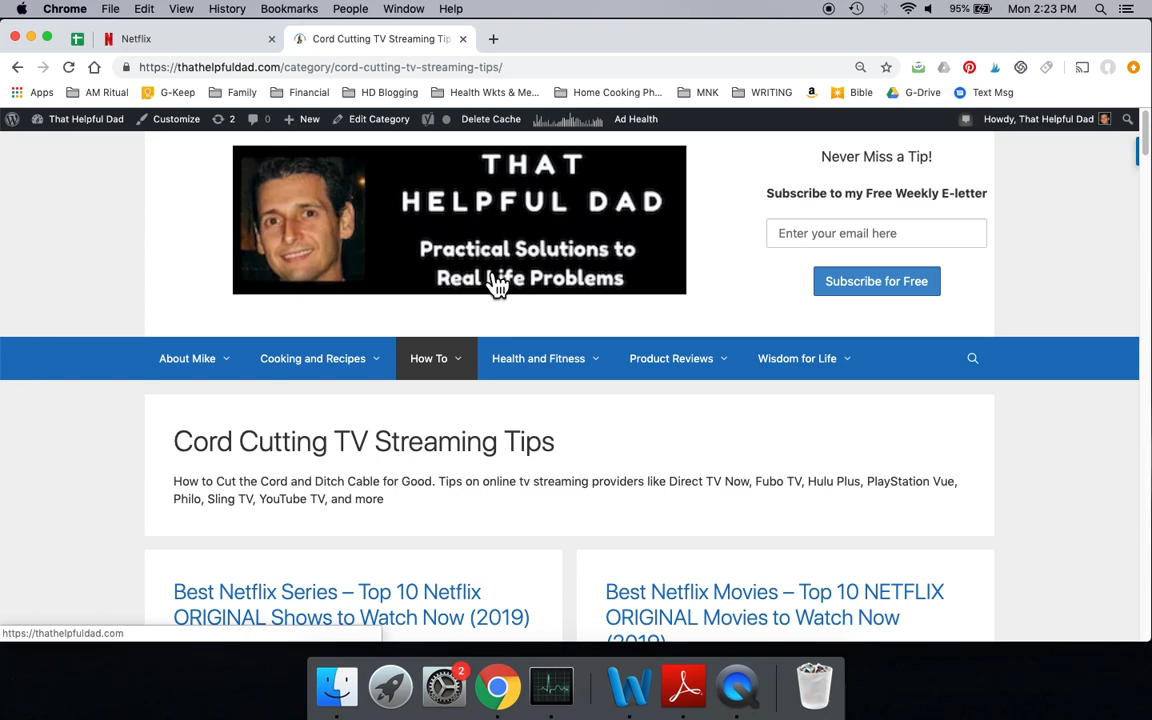 Chrome File Edit View History Bookmarks People Window Help 95% Mon 2:23 PM
Netflix Cord Cutting TV Streaming Tip
https://thathelpfuldad.com/category/cord-cutting-tv-streaming-tips/
Apps AM Ritual G-Keep Family Financial HD Blogging Health Wkts & Me... Home Cooking Ph... MNK WRITING Bible G-Drive Text Msg
That Helpful Dad Customize 2 0 New Edit Category Delete Cache Ad Health Howdy, That Helpful Dad
THAT
HELPFUL DAD
Practical Solutions to
Real Life Problems
Never Miss a Tip!
Subscribe to my Free Weekly E-letter
Enter your email here
Subscribe for Free
About Mike Cooking and Recipes How To Health and Fitness Product Reviews Wisdom for Life
Cord Cutting TV Streaming Tips
How to Cut the Cord and Ditch Cable for Good. Tips on online tv streaming providers like Direct TV Now, Fubo TV, Hulu Plus, PlayStation Vue,
Philo, Sling TV, YouTube TV, and more
Best Netflix Series – Top 10 Netflix
ORIGINAL Shows to Watch Now (2019)
Best Netflix Movies – Top 10 NETFLIX
ORIGINAL Movies to Watch Now
(2019)
https://thathelpfuldad.com
2